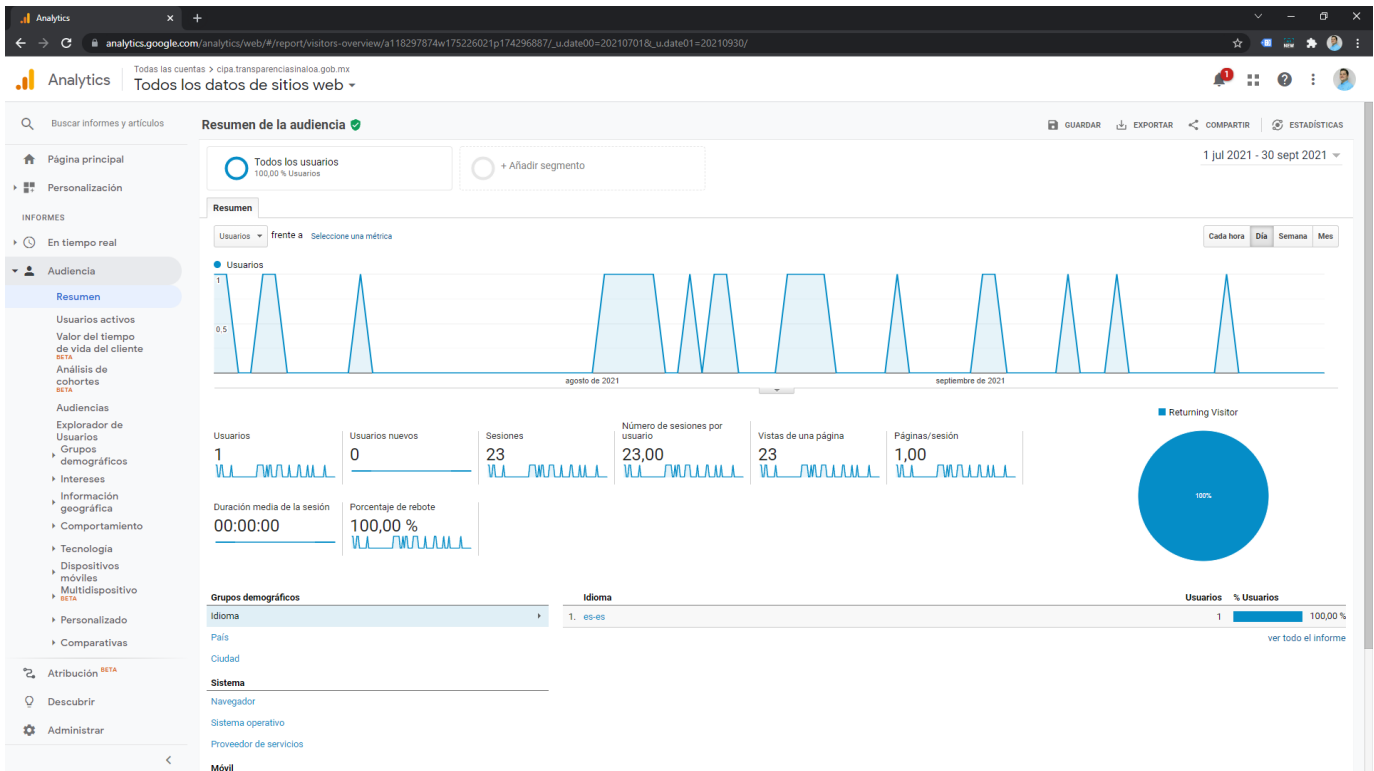 Analytics
analytics.google.com/analytics/web/#/report/visitors-overview/a118297874w175226021p174296887/_u.date00=20210701&_u.date01=20210930/
NEW
Analytics
Todas las cuentas > cipa.transparenciasinaloa.gob.mx
Todos los datos de sitios web
1
Buscar informes y artículos
Página principal
Personalización
INFORMES
En tiempo real
Audiencia
Resumen
Usuarios activos
Valor del tiempo
de vida del cliente
BETA
Análisis de
cohortes
BETA
Audiencias
Explorador de
Usuarios
Grupos
demográficos
Intereses
Información
geográfica
Comportamiento
Tecnología
Dispositivos
móviles
Multidispositivo
BETA
Personalizado
Comparativas
Atribución BETA
Descubrir
Administrar
Resumen de la audiencia
GUARDAR
EXPORTAR
COMPARTIR
ESTADÍSTICAS
Todos los usuarios
100,00 % Usuarios
+ Añadir segmento
1 jul 2021 - 30 sept 2021
Resumen
Usuarios frente a Seleccione una métrica
Cada hora Día Semana Mes
Usuarios
1
0.5
agosto de 2021
septiembre de 2021
Usuarios
1
Usuarios nuevos
0
Sesiones
23
Número de sesiones por
usuario
23,00
Vistas de una página
23
Páginas/sesión
1,00
Duración media de la sesión
00:00:00
Porcentaje de rebote
100,00 %
Returning Visitor
100%
Grupos demográficos
Idioma
País
Ciudad
Sistema
Navegador
Sistema operativo
Proveedor de servicios
Móvil
Idioma Usuarios % Usuarios
1. es-es 1 100,00 %
ver todo el informe